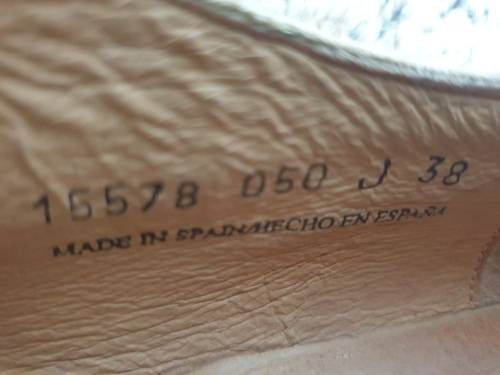 15578 050 J 38
MADE IN SPAIN/HECHO EN ESPAÑA